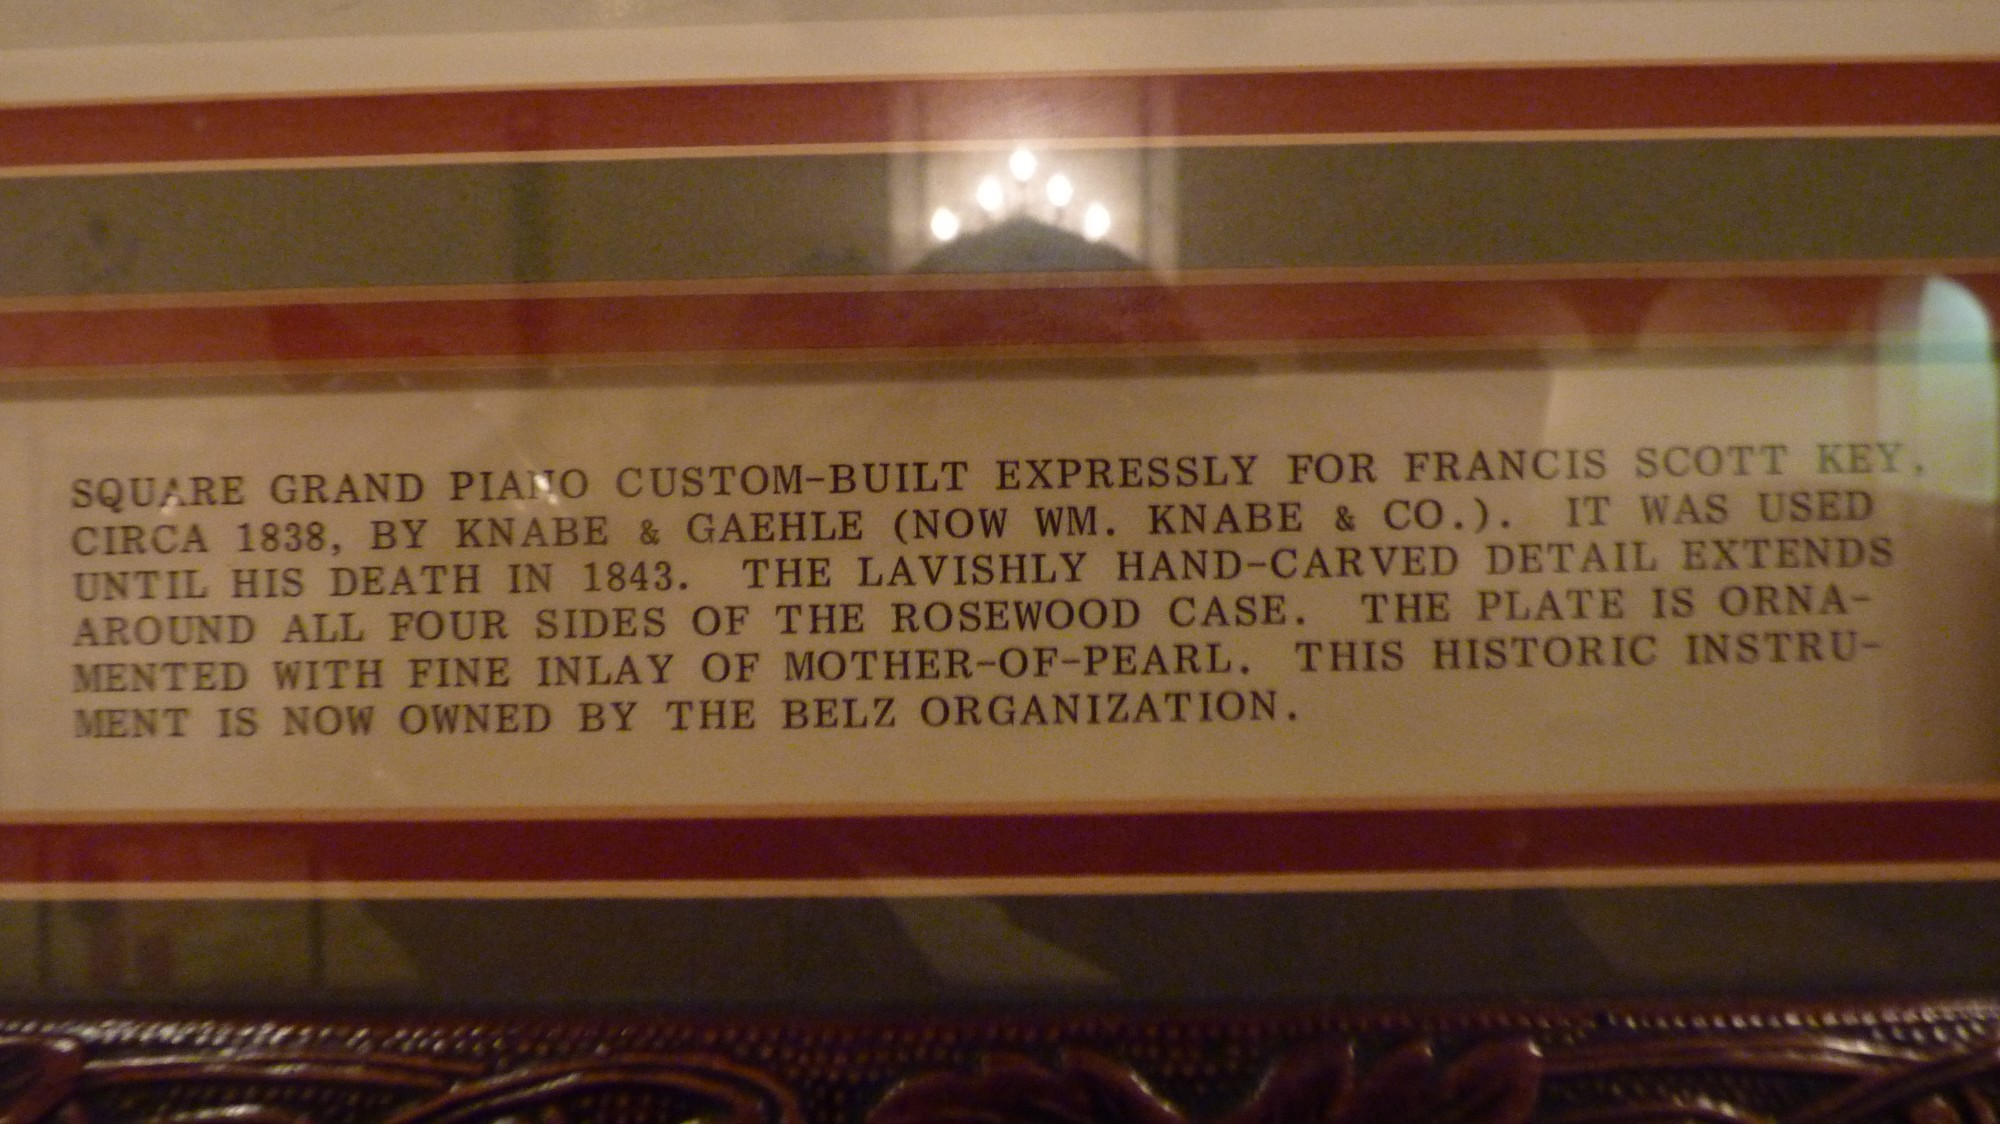 SQUARE GRAND PIANO CUSTOM-BUILT EXPRESSLY FOR FRANCIS SCOTT KEY,
CIRCA 1838, BY KNABE & GAEHLE (NOW WM. KNABE & CO.). IT WAS USED
UNTIL HIS DEATH IN 1843. THE LAVISHLY HAND-CARVED DETAIL EXTENDS
AROUND ALL FOUR SIDES OF THE ROSEWOOD CASE. THE PLATE IS ORNA-
MENTED WITH FINE INLAY OF MOTHER-OF-PEARL. THIS HISTORIC INSTRU-
MENT IS NOW OWNED BY THE BELZ ORGANIZATION.